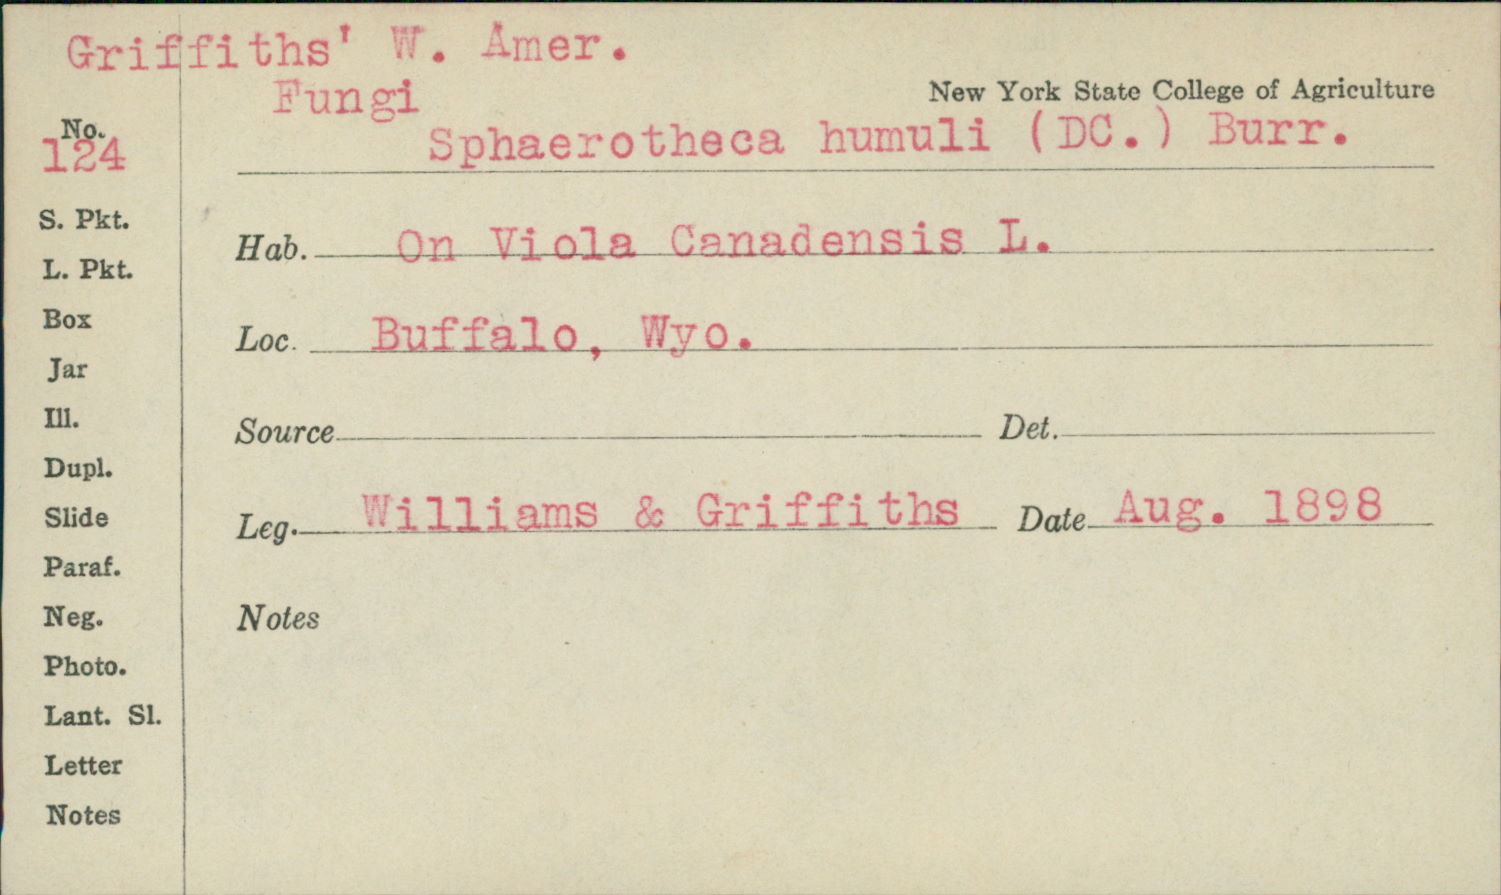 Griffiths' W. Amer.
Fungi
New York State College of Agriculture
No.
124
Sphaerotheca humuli (DC.) Burr.
S. Pkt.
Hab. On Viola Canadensis L.
L. Pkt.
Box
Loc. Buffalo, Wyo.
Jar
Ill.
Source Det.
Dupl.
Slide
Leg. Williams & Griffiths Date Aug. 1898
Paraf.
Neg.
Notes
Photo.
Lant. Sl.
Letter
Notes